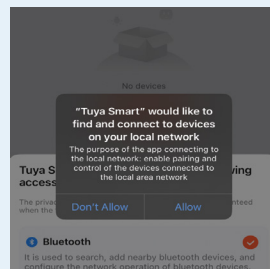 No devices
"Tuya Smart" would like to
find and connect to devices
on your local network
The purpose of the app connecting to
the local network: enable pairing and
control of the devices connected to
the local area network
Don't Allow
Allow
Tuya S
ving
access
The privac
nteed
when the
Bluetooth
It is used to search, add nearby bluetooth devices, and
configure the network operation of bluetooth devices